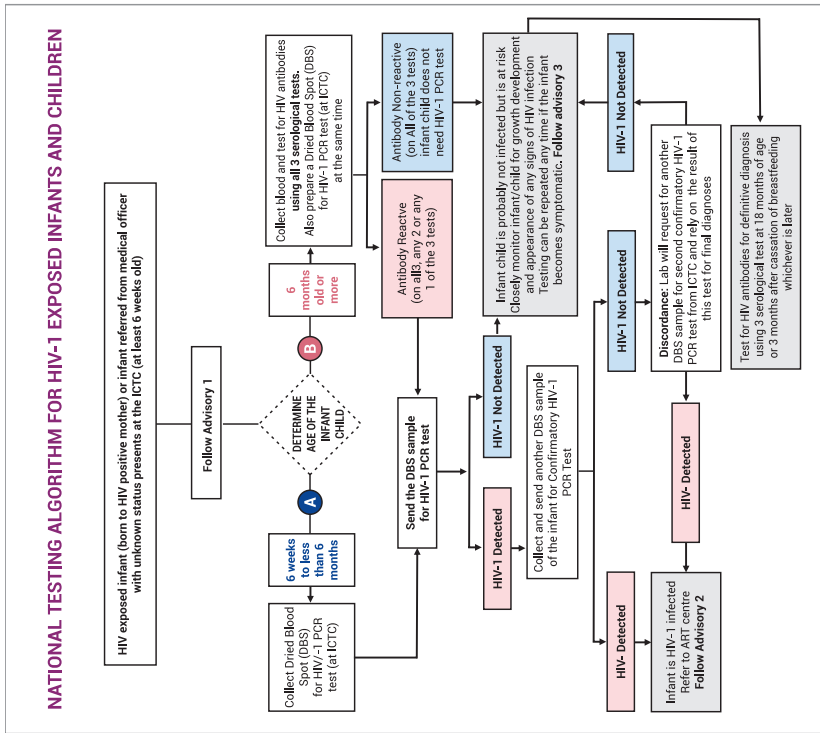 NATIONAL TESTING ALGORITHM FOR HIV-1 EXPOSED INFANTS AND CHILDREN
HIV exposed infant (born to HIV positive mother) or infant referred from medical officer
with unknown status presents at the ICTC (at least 6 weeks old)
Follow Advisory 1
DETERMINE
AGE OF THE
INFANT
CHILD
A
B
6 weeks
to less
than 6
months
6
months
old or
more
Collect Dried Blood
Spot (DBS)
for HIV/-1 PCR
test (at ICTC)
Collect blood and test for HIV antibodies
using all 3 serological tests.
Also prepare a Dried Blood Spot (DBS)
for HIV-1 PCR test (at ICTC)
at the same time
Antibody Reactve
(on all3, any 2 or any
1 of the 3 tests)
Antibody Non-reactive
(on All of the 3 tests)
infant child does not
need HIV-1 PCR test
Send the DBS sample
for HIV-1 PCR test
HIV-1 Detected
HIV-1 Not Detected
Infant child is probably not infected but is at risk
Closely monitor infant/child for growth development
and appearance of any signs of HIV infection
Testing can be repeated any time if the infant
becomes symptomatic. Follow advisory 3
Collect and send another DBS sample
of the infant for Confirmatory HIV-1
PCR Test
HIV- Detected
HIV- Detected
HIV-1 Not Detected
HIV-1 Not Detected
Infant is HIV-1 infected
Refer to ART centre
Follow Advisory 2
Discordance: Lab will request for another
DBS sample for second confirmatory HIV-1
PCR test from ICTC and rely on the result of
this test for final diagnoses
Test for HIV antibodies for definitive diagnosis
using 3 serological test at 18 months of age
or 3 months after cassation of breastfeeding
whichever is later